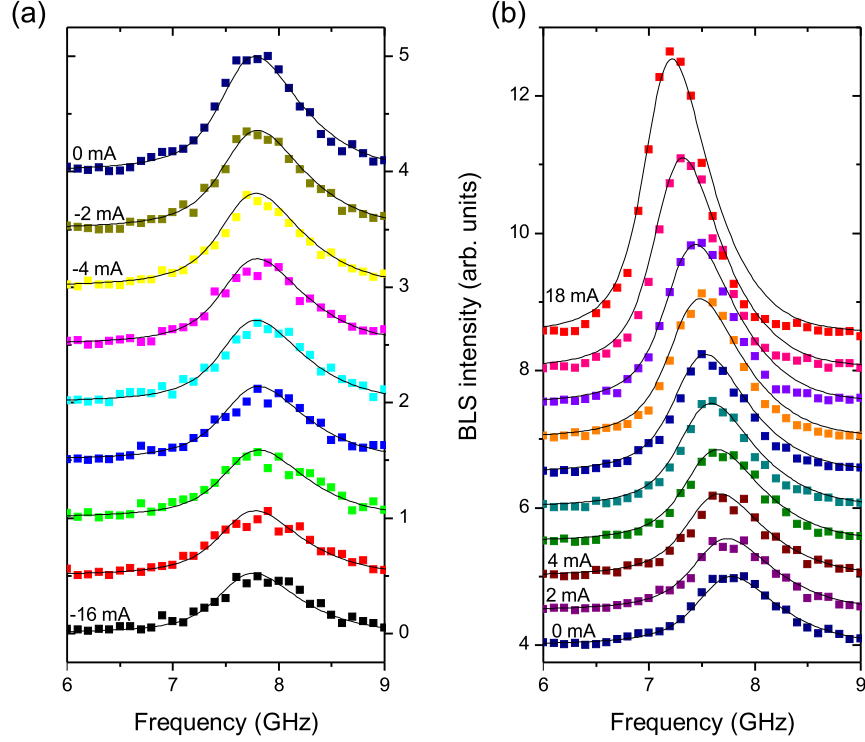 (a)
(b)
5
4
3
2
1
0
0 mA
-2 mA
-4 mA
-16 mA
6
7
8
9
Frequency (GHz)
BLS intensity (arb. units)
12
10
8
6
4
18 mA
4 mA
2 mA
0 mA
6
7
8
9
Frequency (GHz)